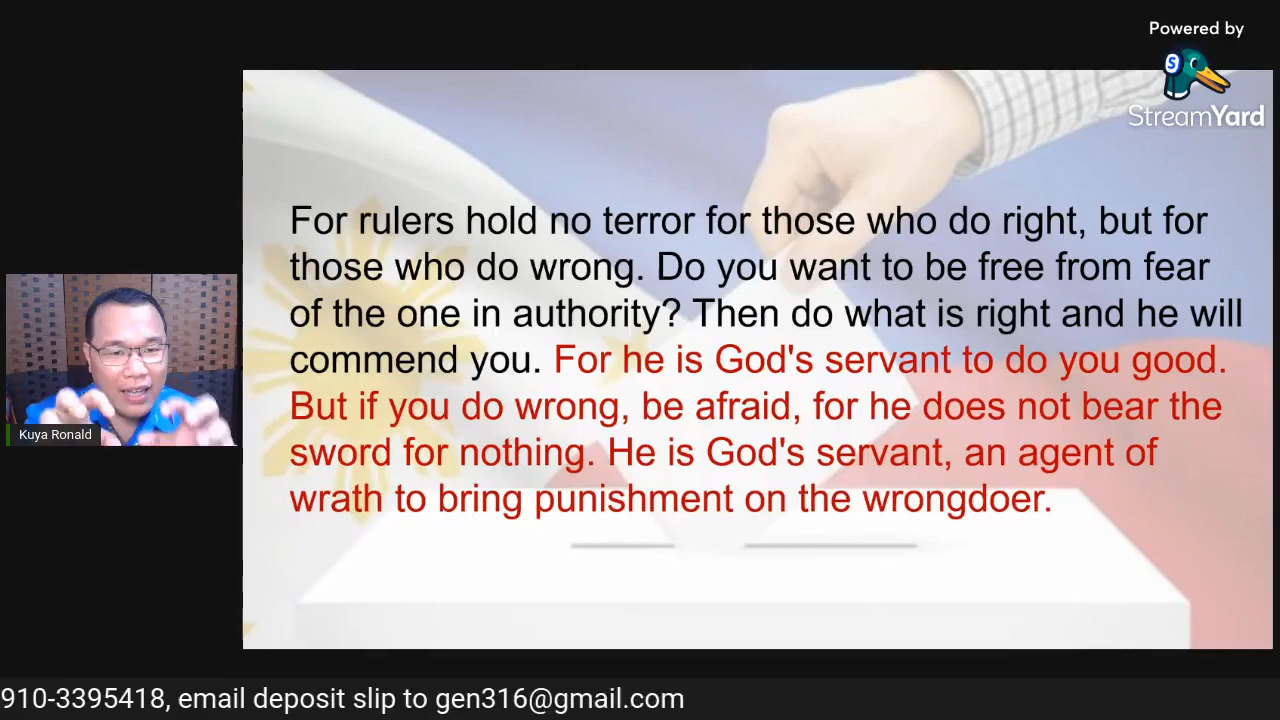 Powered by
StreamYard
For rulers hold no terror for those who do right, but for
those who do wrong. Do you want to be free from fear
of the one in authority? Then do what is right and he will
commend you. For he is God's servant to do you good.
But if you do wrong, be afraid, for he does not bear the
sword for nothing. He is God's servant, an agent of
wrath to bring punishment on the wrongdoer.
Kuya Ronald
910-3395418, email deposit slip to gen316@gmail.com